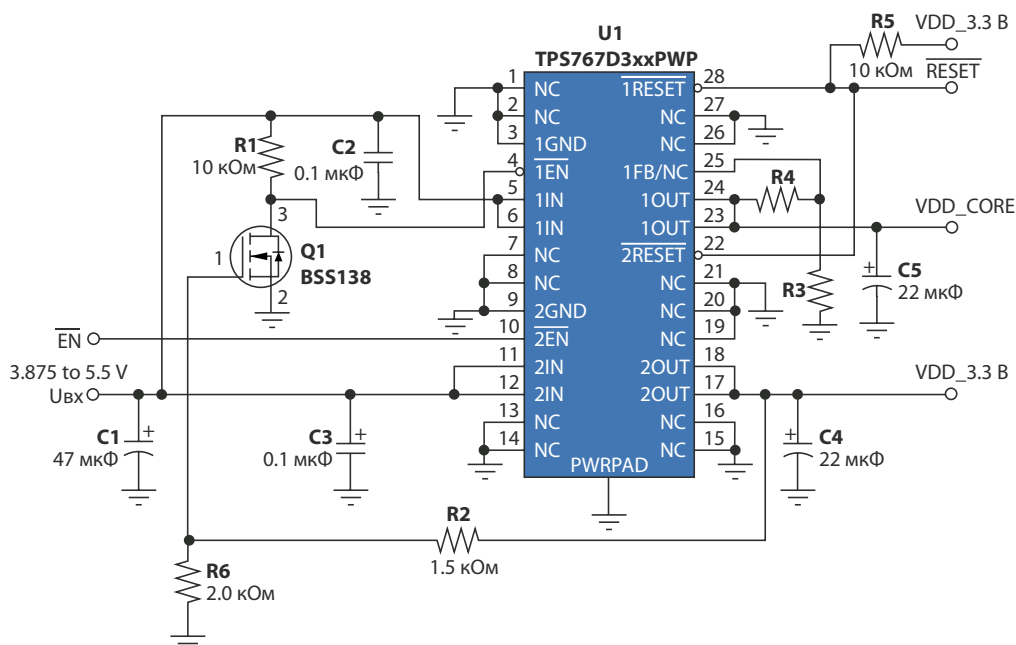 U1
TPS767D3xxPWP
R5
10 кОм
VDD_3.3 В
RESET
R1
10 кОм
C2
0.1 мкФ
3
1
2
Q1
BSS138
EN
3.875 to 5.5 V
Uвх
C1
47 мкФ
C3
0.1 мкФ
1 NC
2 NC
3 1GND
4 1EN
5 1IN
6 1IN
7 NC
8 NC
9 2GND
10 2EN
11 2IN
12 2IN
13 NC
14 NC
1RESET 28
NC 27
NC 26
1FB/NC 25
1OUT 24
1OUT 23
2RESET 22
NC 21
NC 20
NC 19
2OUT 18
2OUT 17
NC 16
NC 15
PWRPAD
R4
R3
VDD_CORE
+
C5
22 мкФ
VDD_3.3 В
+
C4
22 мкФ
+
+
R2
1.5 кОм
R6
2.0 кОм